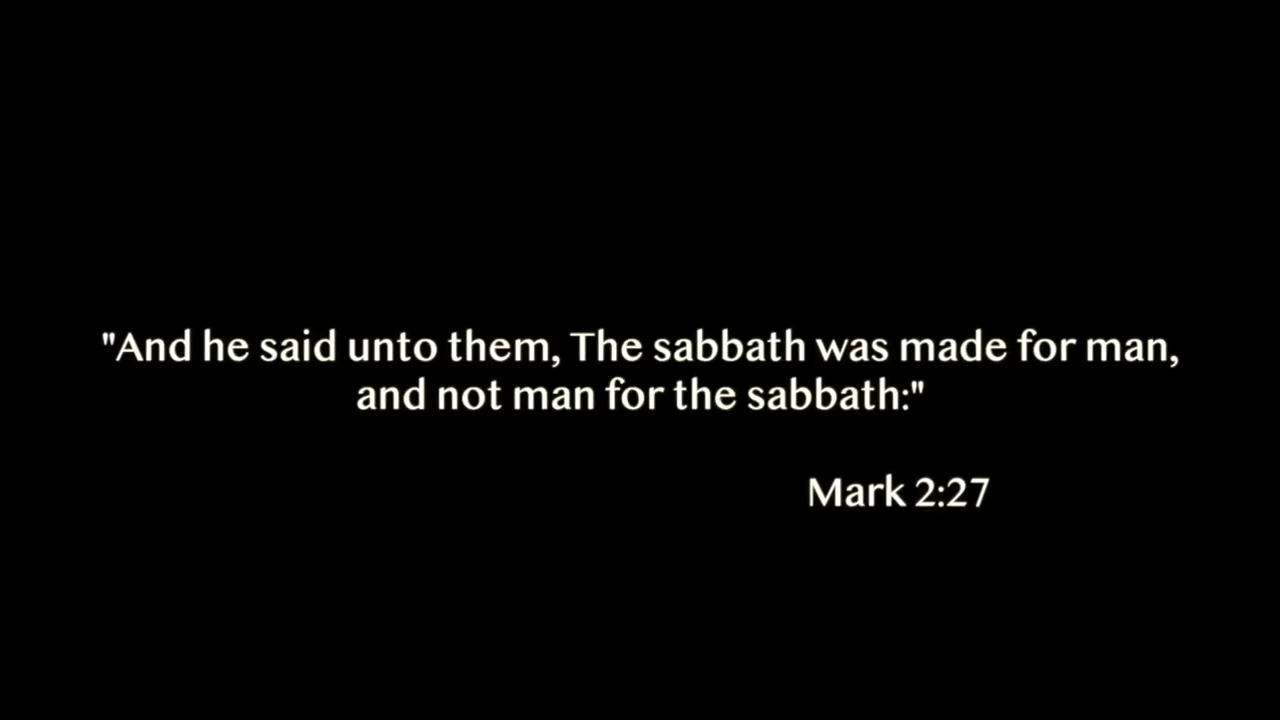 "And he said unto them, The sabbath was made for man,
and not man for the sabbath:"
Mark 2:27